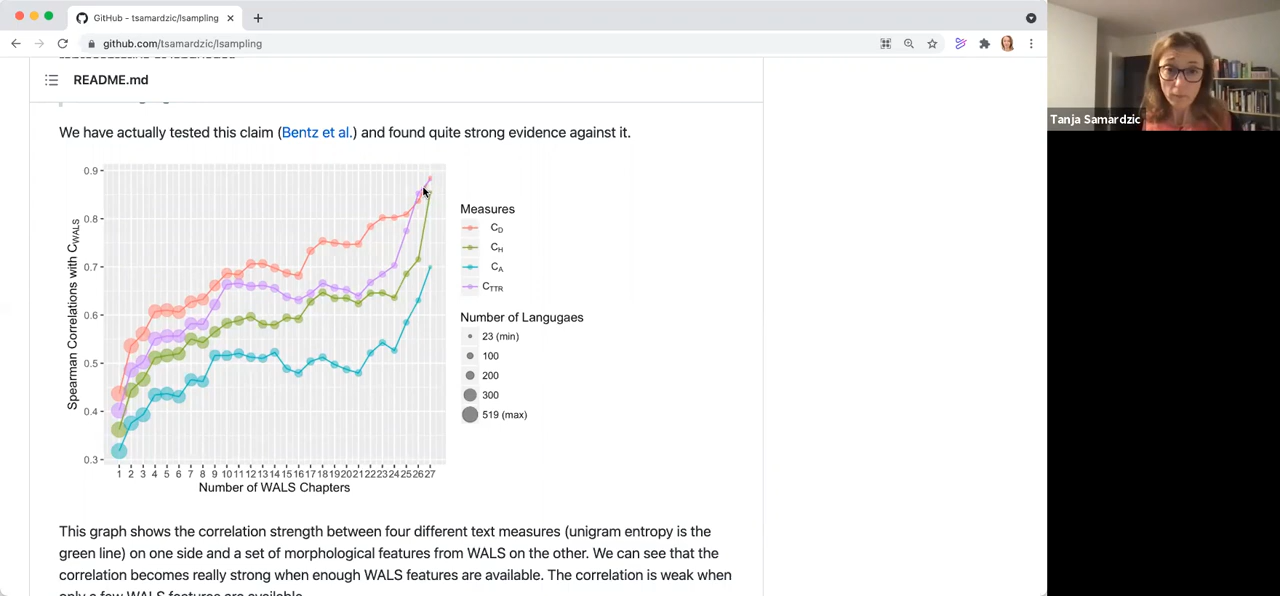 GitHub - tsamardzic/lsampling
github.com/tsamardzic/lsampling
Tanja Samardzic
README.md
We have actually tested this claim (Bentz et al.) and found quite strong evidence against it.
0.9
0.8
0.7
0.6
0.5
0.4
0.3
Spearman Correlations with CWALS
1 2 3 4 5 6 7 8 9 10 11 12 13 14 15 16 17 18 19 20 21 22 23 24 25 26 27
Number of WALS Chapters
Measures
CD
CH
CA
CTTR
Number of Langugaes
23 (min)
100
200
300
519 (max)
This graph shows the correlation strength between four different text measures (unigram entropy is the
green line) on one side and a set of morphological features from WALS on the other. We can see that the
correlation becomes really strong when enough WALS features are available. The correlation is weak when
only a few WALS features are available.